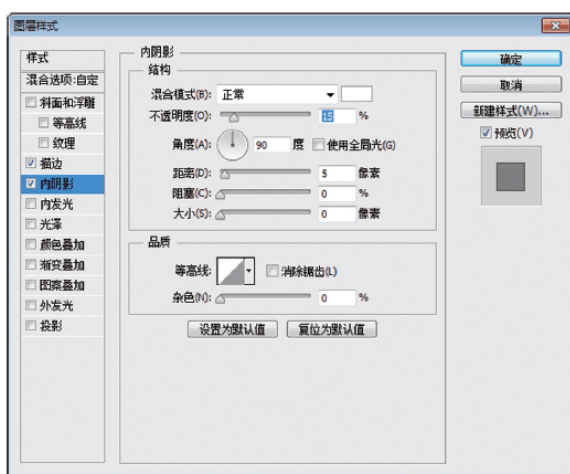 图层样式
样式
混合选项:自定
斜面和浮雕
等高线
纹理
描边
内阴影
内发光
光泽
颜色叠加
渐变叠加
图案叠加
外发光
投影
内阴影
结构
混合模式(B): 正常
不透明度(O): 15 %
角度(A): 90 度 使用全局光(G)
距离(D): 5 像素
阻塞(C): 0 %
大小(S): 0 像素
品质
等高线: 消除锯齿(L)
杂色(N): 0 %
设置为默认值 复位为默认值
确定
取消
新建样式(W)...
预览(V)